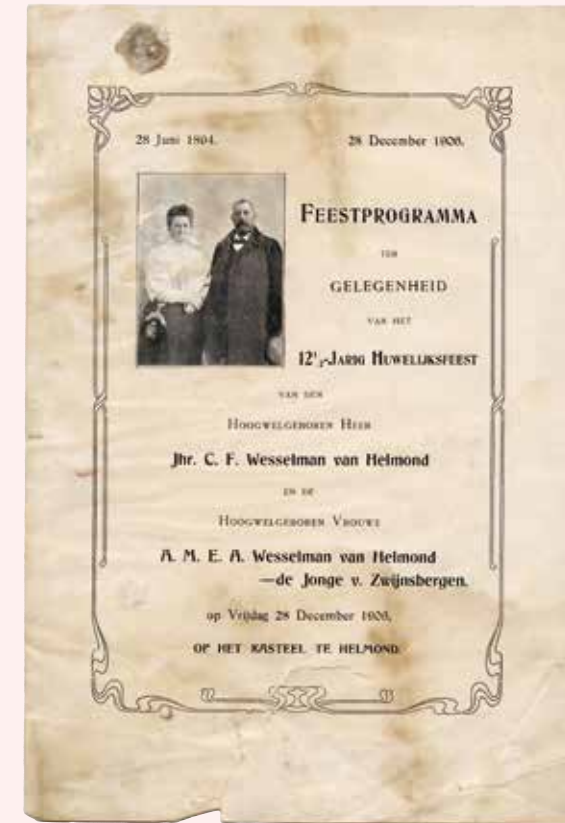 28 Juni 1894.
28 December 1906.
FEESTPROGRAMMA
TER
GELEGENHEID
VAN HET
12½-JARIG HUWELIJKSFEEST
VAN DEN
HOOGWELGEBOREN HEER
Jhr. C. F. Wesselman van Helmond
EN DE
HOOGWELGEBOREN VROUWE
A. M. E. A. Wesselman van Helmond
—de Jonge v. Zwijnsbergen.
op Vrijdag 28 December 1906,
OP HET KASTEEL TE HELMOND.